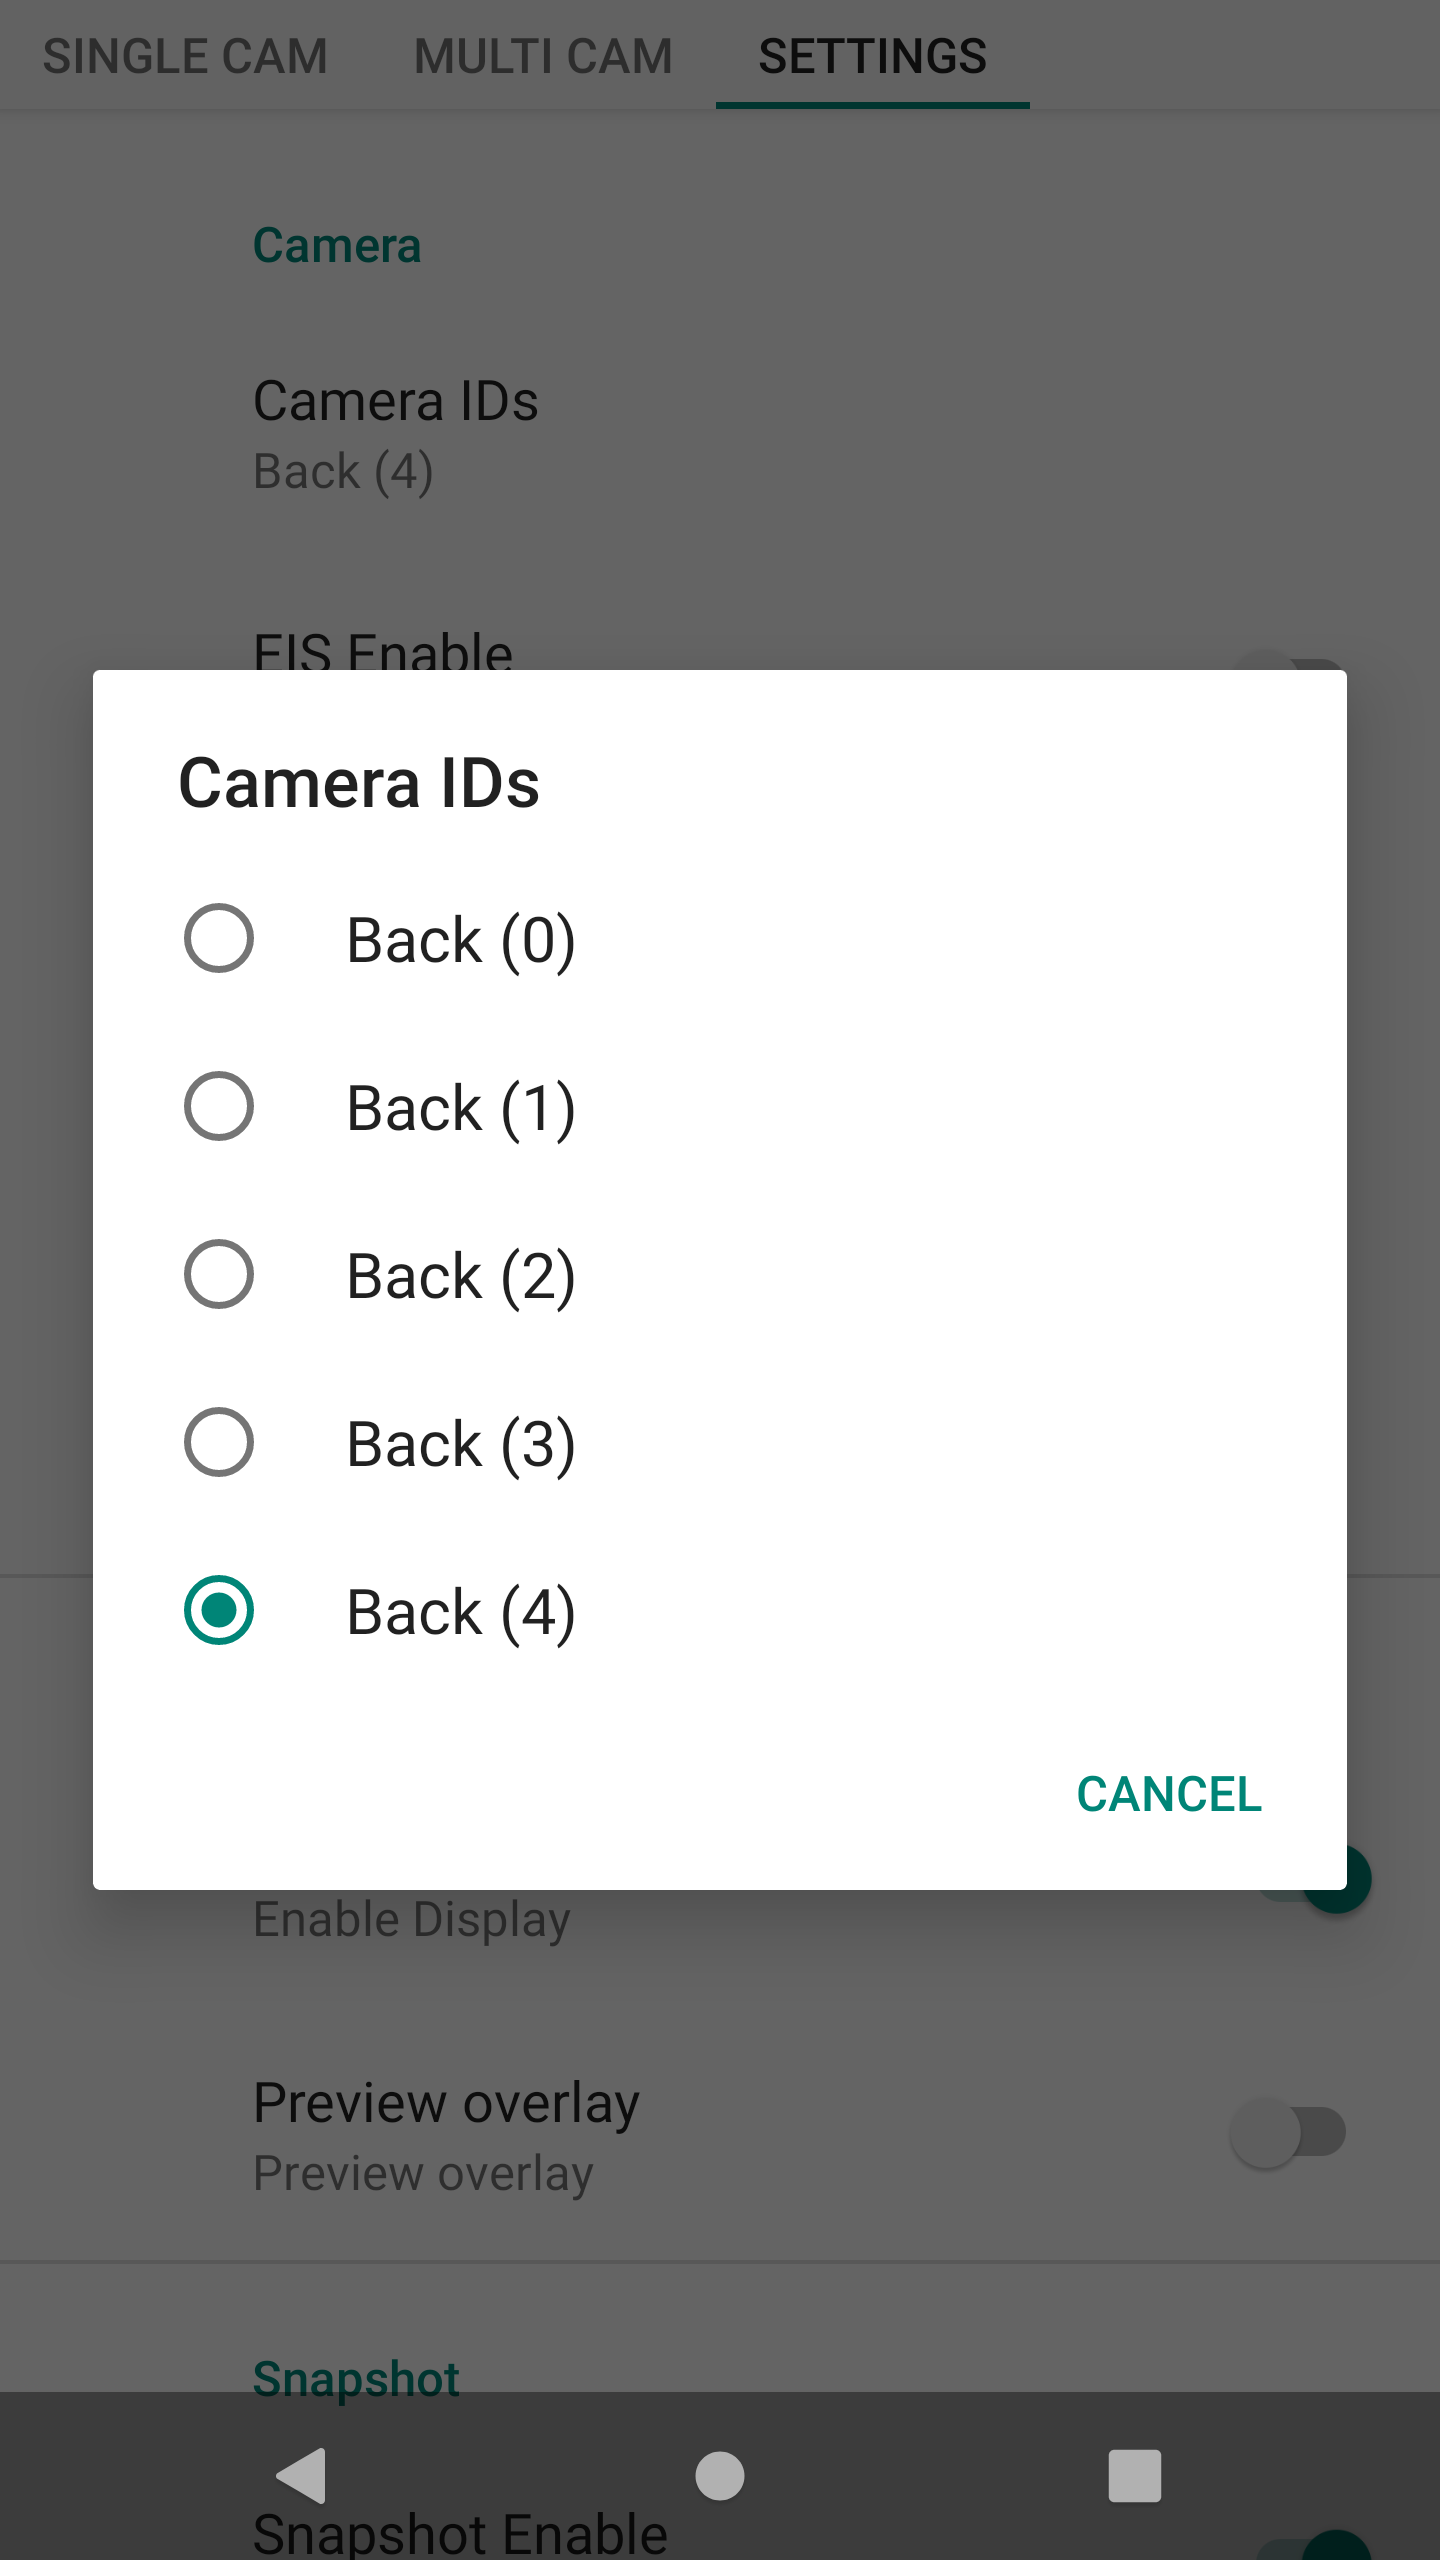 SINGLE CAM MULTI CAM SETTINGS
Camera
Camera IDs
Back (4)
EIS Enable
Camera IDs
Back (0)
Back (1)
Back (2)
Back (3)
Back (4)
CANCEL
Enable Display
Preview overlay
Preview overlay
Snapshot
Snapshot Enable